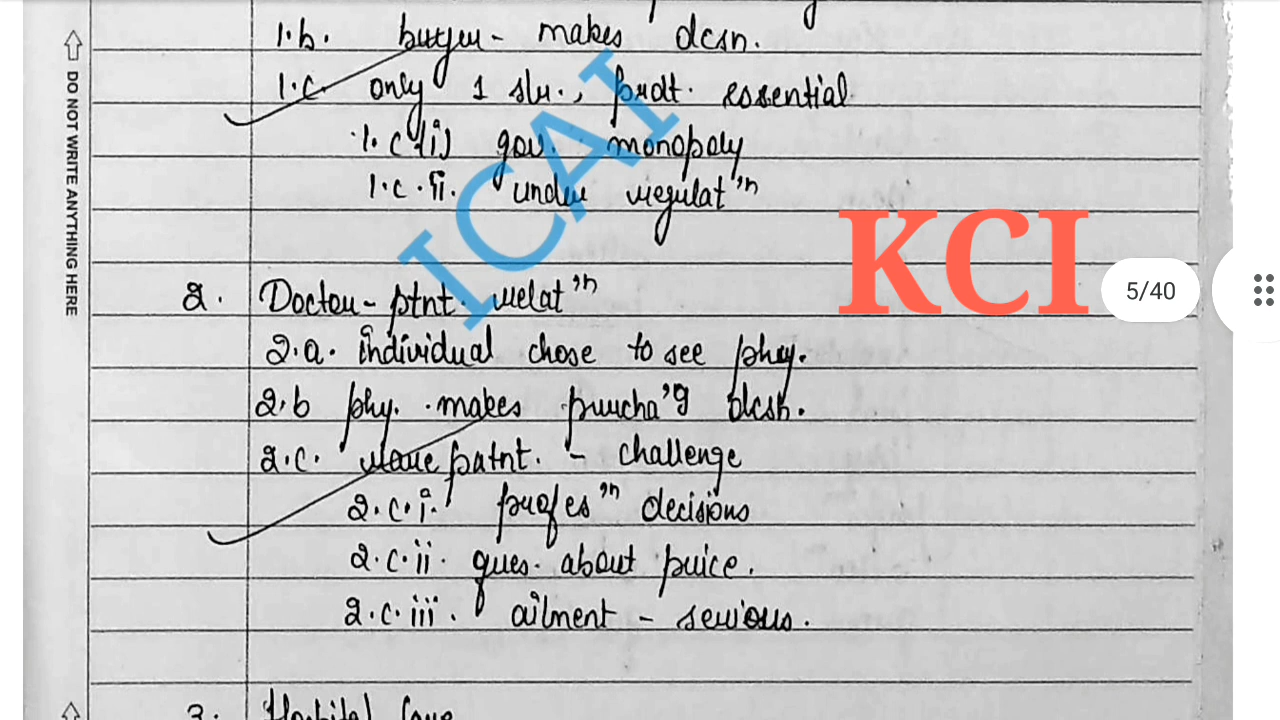 1.b. buyer - makes dcsn.
1.c. only 1 slr., prdt. essential.
1.c (i) gov. monopoly
1.c.ii. under regulat'n
ICAI
KCI
5/40
2. Doctor - ptnt. relat'n
2.a. individual chose to see phy.
2.b phy. makes purcha'g dcsn.
2.c. rare patnt. - challenge
2.c.i. profes'n decisions
2.c.ii. ques. about price.
2.c.iii. ailment - serious.
3. Hospital Care
DO NOT WRITE ANYTHING HERE